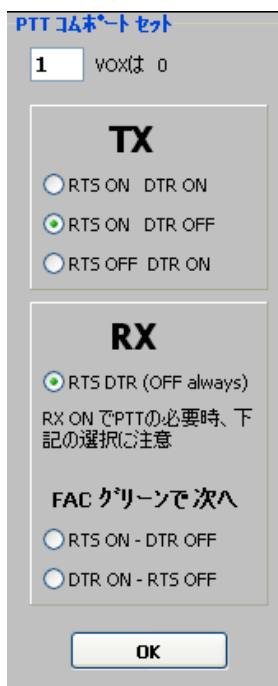 PTT ｺﾑﾎﾟｰﾄ ｾｯﾄ
1 VOXは 0
TX
RTS ON DTR ON
RTS ON DTR OFF
RTS OFF DTR ON
RX
RTS DTR (OFF always)
RX ON でPTTの必要時、下
記の選択に注意
FAC ｸﾞﾘｰﾝで 次へ
RTS ON - DTR OFF
DTR ON - RTS OFF
OK